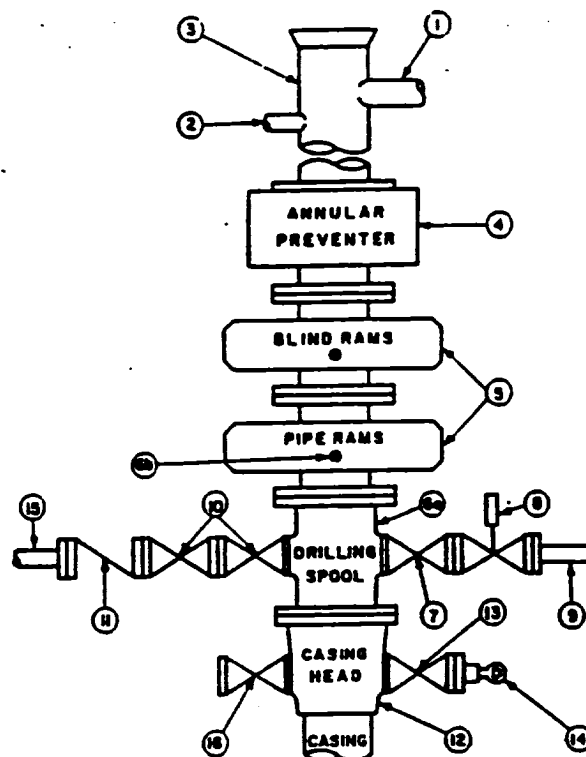 1
3
2
ANNULAR
PREVENTER
4
BLIND RAMS
5
PIPE RAMS
6b
6a
8
15
10
DRILLING
SPOOL
11
7
9
13
CASING
HEAD
16
12
14
CASING